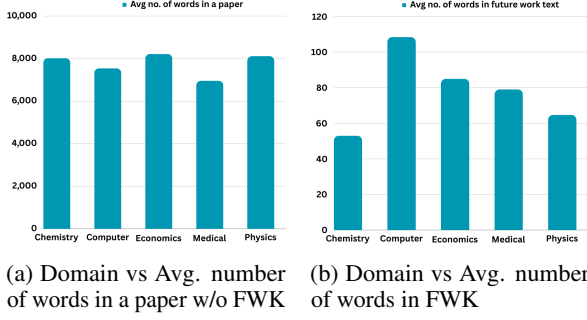 Avg no. of words in a paper
10,000
8,000
6,000
4,000
2,000
0
Chemistry Computer Economics Medical Physics
(a) Domain vs Avg. number
of words in a paper w/o FWK
Avg no. of words in future work text
120
100
80
60
40
20
0
Chemistry Computer Economics Medical Physics
(b) Domain vs Avg. number
of words in FWK